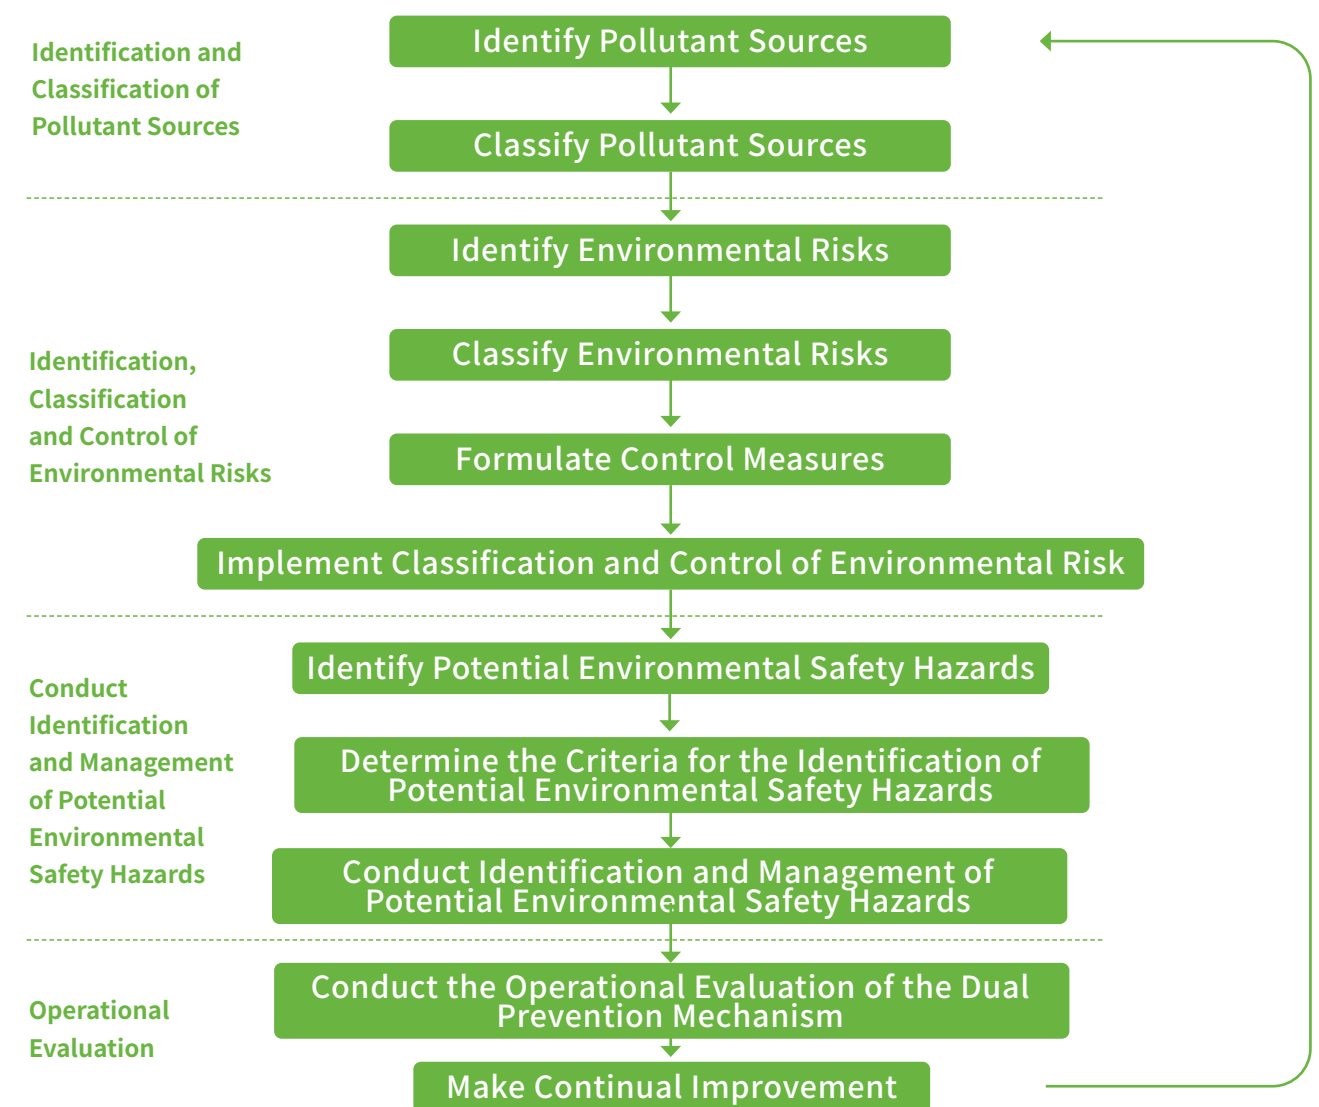 Identification and
Classification of
Pollutant Sources
Identify Pollutant Sources
Classify Pollutant Sources
Identification,
Classification
and Control of
Environmental Risks
Identify Environmental Risks
Classify Environmental Risks
Formulate Control Measures
Implement Classification and Control of Environmental Risk
Conduct
Identification
and Management
of Potential
Environmental
Safety Hazards
Identify Potential Environmental Safety Hazards
Determine the Criteria for the Identification of
Potential Environmental Safety Hazards
Conduct Identification and Management of
Potential Environmental Safety Hazards
Operational
Evaluation
Conduct the Operational Evaluation of the Dual
Prevention Mechanism
Make Continual Improvement